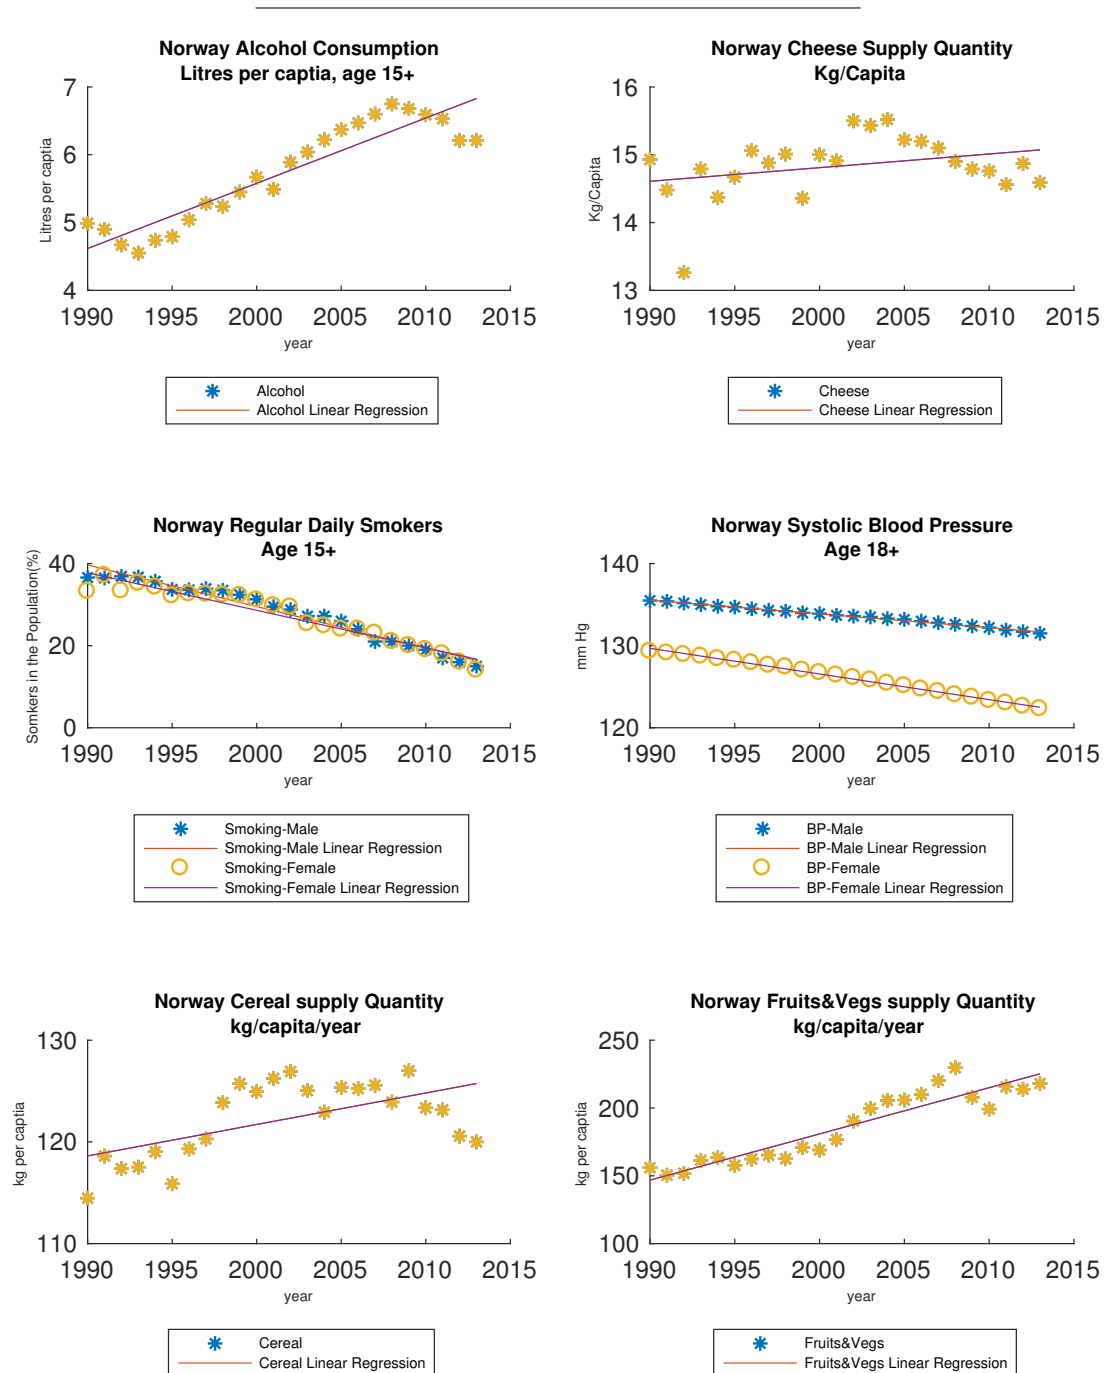 Norway Alcohol Consumption
Litres per captia, age 15+
Litres per captia
7
6
5
4
1990 1995 2000 2005 2010 2015
year
Alcohol
Alcohol Linear Regression
Norway Cheese Supply Quantity
Kg/Capita
Kg/Capita
16
15
14
13
1990 1995 2000 2005 2010 2015
year
Cheese
Cheese Linear Regression
Norway Regular Daily Smokers
Age 15+
Somkers in the Population(%)
40
20
0
1990 1995 2000 2005 2010 2015
year
Smoking-Male
Smoking-Male Linear Regression
Smoking-Female
Smoking-Female Linear Regression
Norway Systolic Blood Pressure
Age 18+
mm Hg
140
130
120
1990 1995 2000 2005 2010 2015
year
BP-Male
BP-Male Linear Regression
BP-Female
BP-Female Linear Regression
Norway Cereal supply Quantity
kg/capita/year
kg per captia
130
120
110
1990 1995 2000 2005 2010 2015
year
Cereal
Cereal Linear Regression
Norway Fruits&Vegs supply Quantity
kg/capita/year
kg per captia
250
200
150
100
1990 1995 2000 2005 2010 2015
year
Fruits&Vegs
Fruits&Vegs Linear Regression